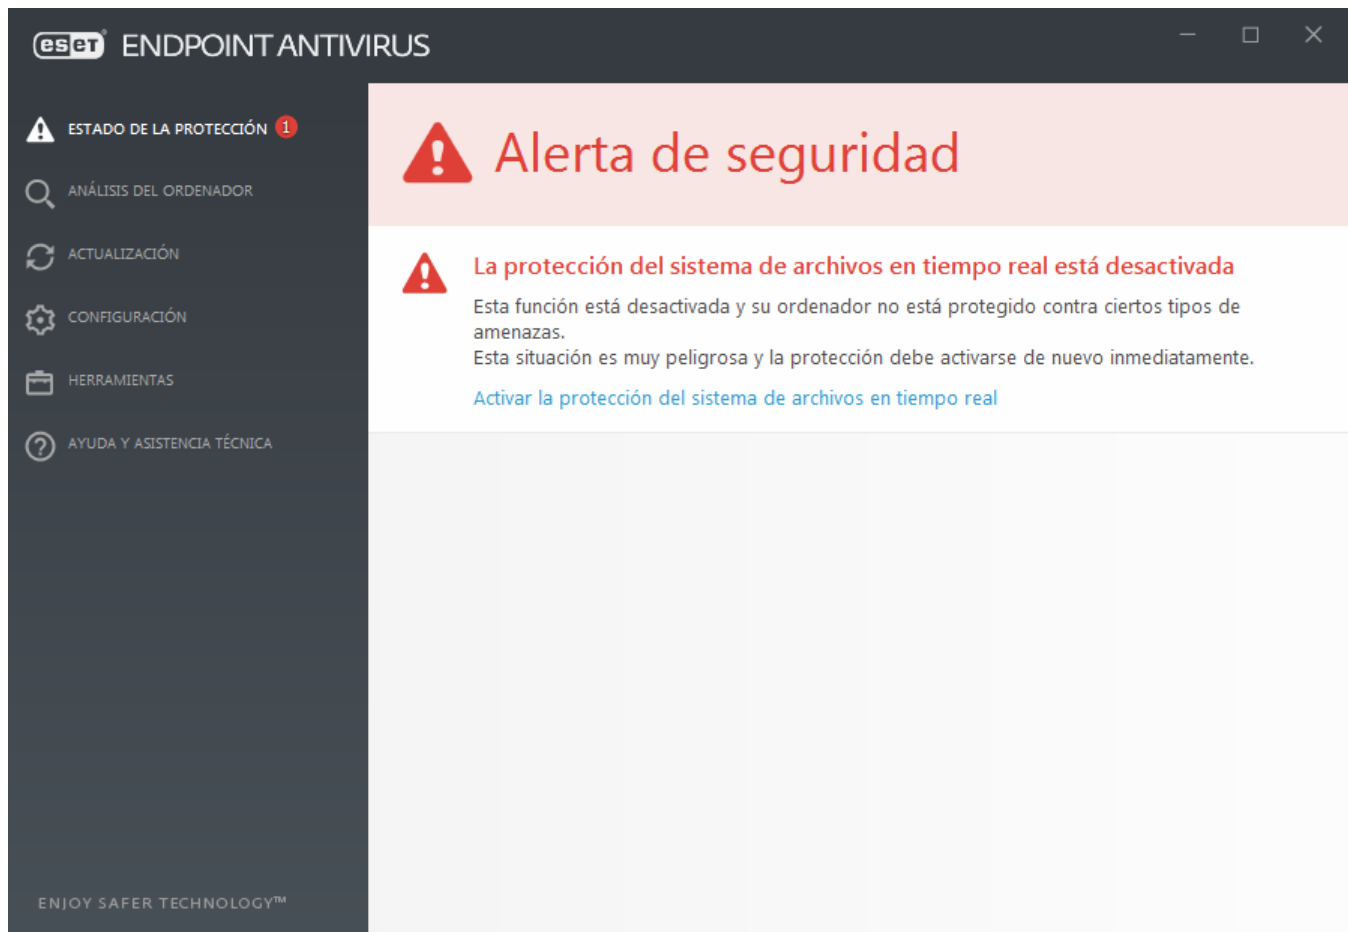 eset ENDPOINT ANTIVIRUS
ESTADO DE LA PROTECCIÓN 1
ANÁLISIS DEL ORDENADOR
ACTUALIZACIÓN
CONFIGURACIÓN
HERRAMIENTAS
AYUDA Y ASISTENCIA TÉCNICA
ENJOY SAFER TECHNOLOGY™
Alerta de seguridad
La protección del sistema de archivos en tiempo real está desactivada
Esta función está desactivada y su ordenador no está protegido contra ciertos tipos de
amenazas.
Esta situación es muy peligrosa y la protección debe activarse de nuevo inmediatamente.
Activar la protección del sistema de archivos en tiempo real